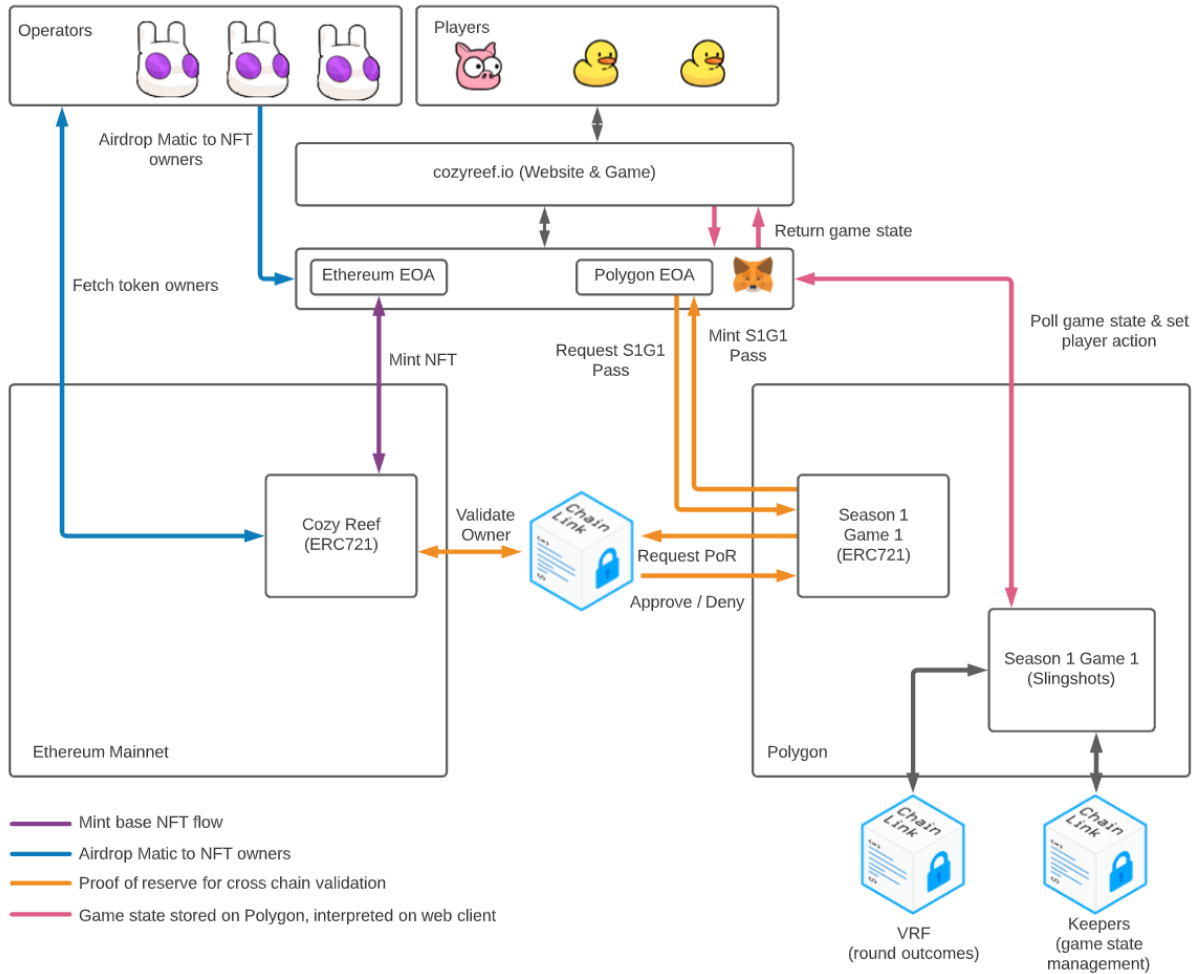 Operators
Players
Airdrop Matic to NFT
owners
cozyreef.io (Website & Game)
Return game state
Ethereum EOA
Polygon EOA
Fetch token owners
Mint NFT
Request S1G1
Pass
Mint S1G1
Pass
Poll game state & set
player action
Cozy Reef
(ERC721)
Validate
Owner
Chain
Link
Request PoR
Approve / Deny
Season 1
Game 1
(ERC721)
Season 1 Game 1
(Slingshots)
Ethereum Mainnet
Polygon
Mint base NFT flow
Airdrop Matic to NFT owners
Proof of reserve for cross chain validation
Game state stored on Polygon, interpreted on web client
Chain
Link
VRF
(round outcomes)
Chain
Link
Keepers
(game state
management)